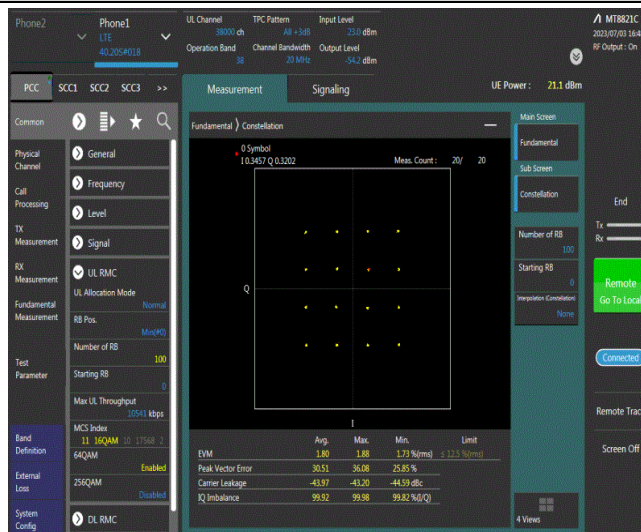 Phone2
Phone1
LTE
40.20S#018
UL Channel TPC Pattern Input Level
38000 ch All +3dB 23.0 dBm
Operation Band Channel Bandwidth Output Level
38 20 MHz -54.2 dBm
MT8821C
2023/07/03 16:4
RF Output : On
PCC SCC1 SCC2 SCC3 >>
Measurement Signaling UE Power : 21.1 dBm
Common
Physical
Channel
Call
Processing
TX
Measurement
RX
Measurement
Fundamental
Measurement
Test
Parameter
Band
Definition
External
Loss
System
Config
General
Frequency
Level
Signal
UL RMC
UL Allocation Mode
Normal
RB Pos.
Min(#0)
Number of RB
100
Starting RB
0
Max UL Throughput
10541 kbps
MCS Index
11 16QAM 10 17568 2
64QAM
Enabled
256QAM
Disabled
DL RMC
Fundamental ⟩ Constellation
0 Symbol
I 0.3457 Q 0.3202 Meas. Count : 20/ 20
Q
I
Avg. Max. Min. Limit
EVM 1.80 1.88 1.73 %(rms) ≤ 12.5 %(rms)
Peak Vector Error 30.51 36.08 25.85 %
Carrier Leakage -43.97 -43.20 -44.59 dBc
IQ Imbalance 99.92 99.98 99.82 %(I/Q)
Main Screen
Fundamental
Sub Screen
Constellation
Number of RB
100
Starting RB
0
Interpolation (Constellation)
None
4 Views
End
Tx
Rx
Remote
Go To Local
Connected
Remote Trac
Screen Off